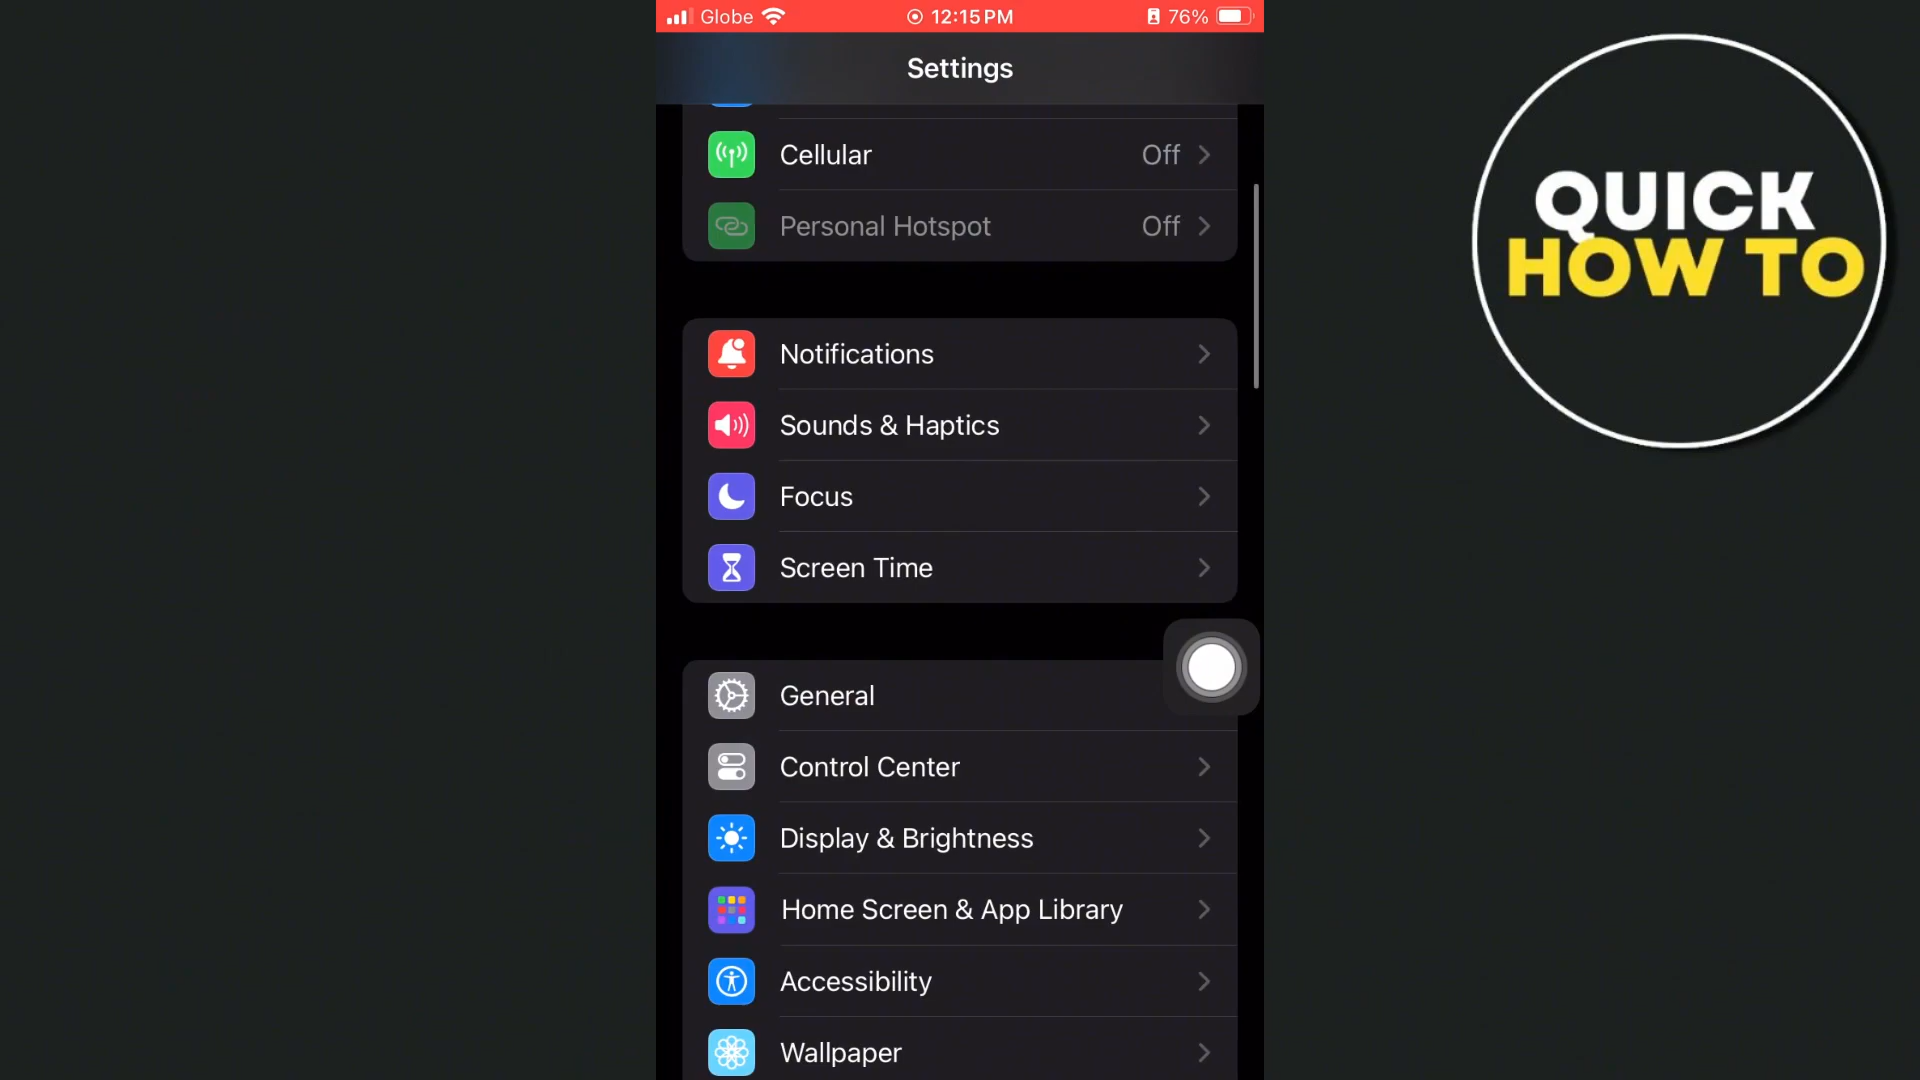 Globe 12:15 PM 76%
Settings
Cellular Off
Personal Hotspot Off
Notifications
Sounds & Haptics
Focus
Screen Time
General
Control Center
Display & Brightness
Home Screen & App Library
Accessibility
Wallpaper
QUICK
HOW TO